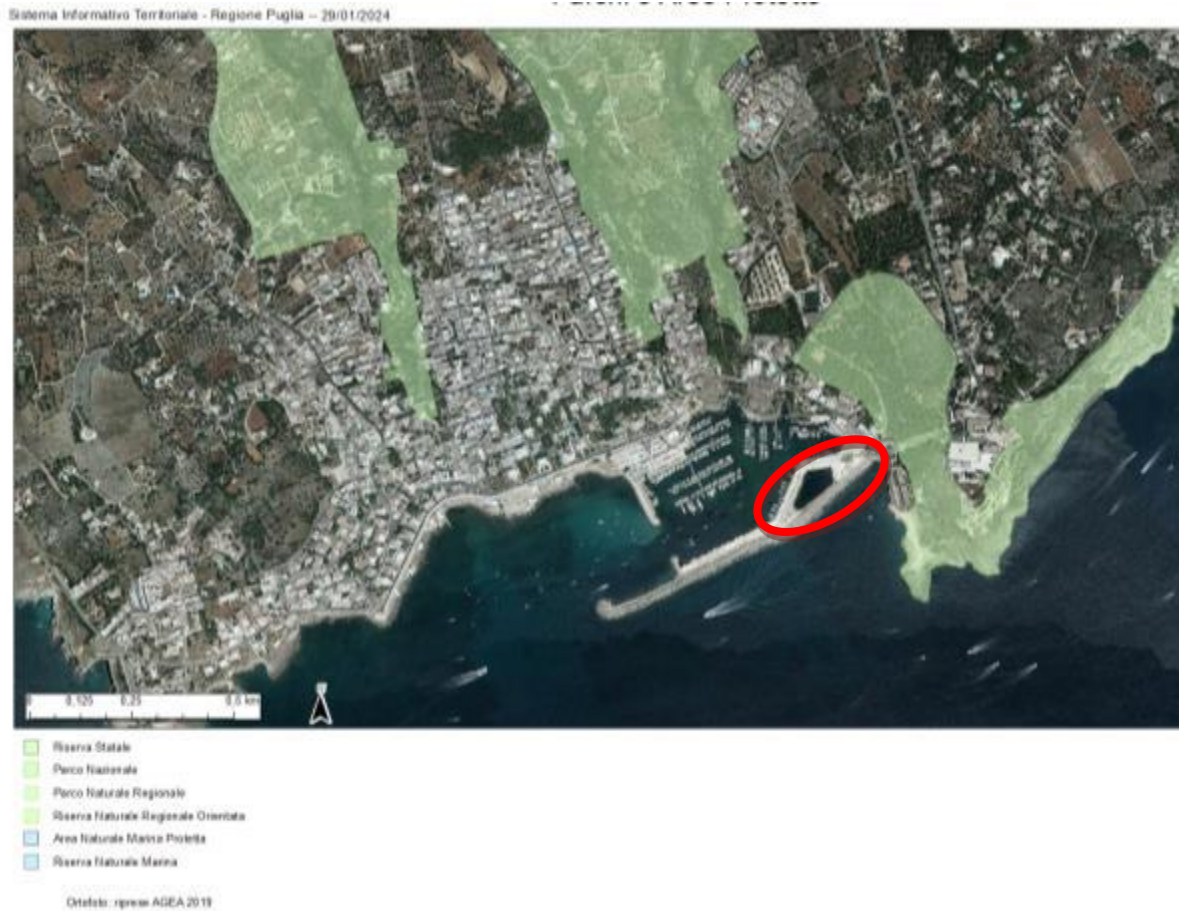 Sistema Informativo Territoriale - Regione Puglia -- 29/01/2024
0 0,125 0,25 0,5 km
Riserva Statale
Parco Nazionale
Parco Naturale Regionale
Riserva Naturale Regionale Orientata
Area Naturale Marina Protetta
Riserva Naturale Marina
Ortofoto: riprese AGEA 2019